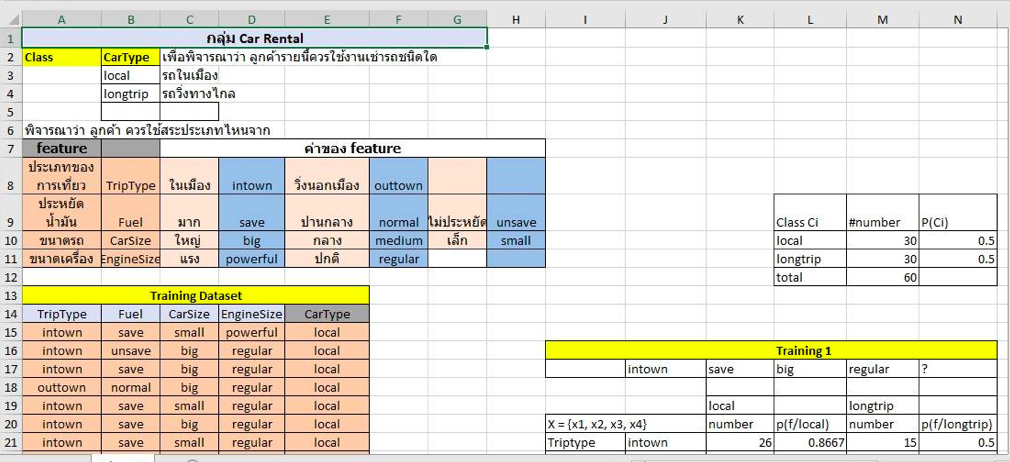 A B C D E F G H I J K L M N
1 กลุ่ม Car Rental
2 Class CarType เพื่อพิจารณาว่า ลูกค้ารายนี้ควรใช้งานเช่ารถชนิดใด
3 local รถในเมือง
4 longtrip รถวิ่งทางไกล
5
6 พิจารณาว่า ลูกค้า ควรใช้สระประเภทไหนจาก
7 feature ค่าของ feature
8 ประเภทของการเที่ยว TripType ในเมือง intown วิ่งนอกเมือง outtown
9 ประหยัดน้ำมัน Fuel มาก save ปานกลาง normal ไม่ประหยัด unsave Class Ci #number P(Ci)
10 ขนาดรถ CarSize ใหญ่ big กลาง medium เล็ก small local 30 0.5
11 ขนาดเครื่อง EngineSize แรง powerful ปกติ regular longtrip 30 0.5
12 total 60
13 Training Dataset
14 TripType Fuel CarSize EngineSize CarType
15 intown save small powerful local
16 intown unsave big regular local Training 1
17 intown save big regular local intown save big regular ?
18 outtown normal big regular local
19 intown save small regular local local longtrip
20 intown save big regular local X = {x1, x2, x3, x4} number p(f/local) number p(f/longtrip)
21 intown save small regular local Triptype intown 26 0.8667 15 0.5